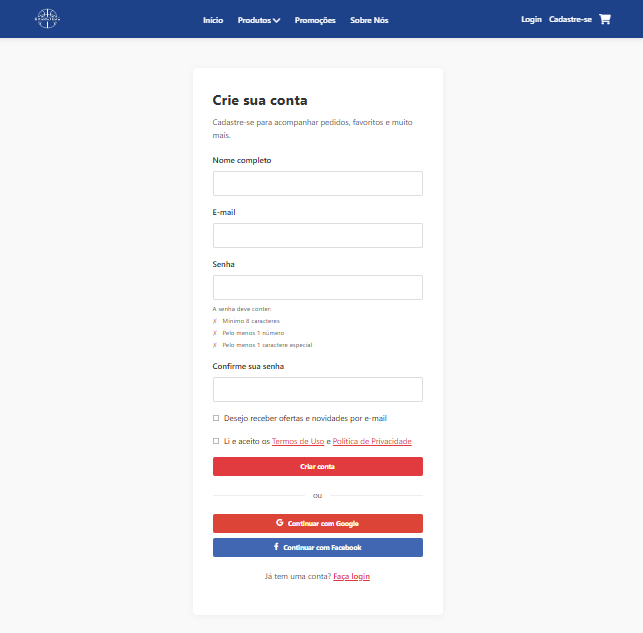 Início Produtos Promoções Sobre Nós Login Cadastre-se
Crie sua conta
Cadastre-se para acompanhar pedidos, favoritos e muito
mais.
Nome completo
E-mail
Senha
A senha deve conter:
✗ Mínimo 8 caracteres
✗ Pelo menos 1 número
✗ Pelo menos 1 caractere especial
Confirme sua senha
Desejo receber ofertas e novidades por e-mail
Li e aceito os Termos de Uso e Política de Privacidade
Criar conta
ou
Continuar com Google
Continuar com Facebook
Já tem uma conta? Faça login